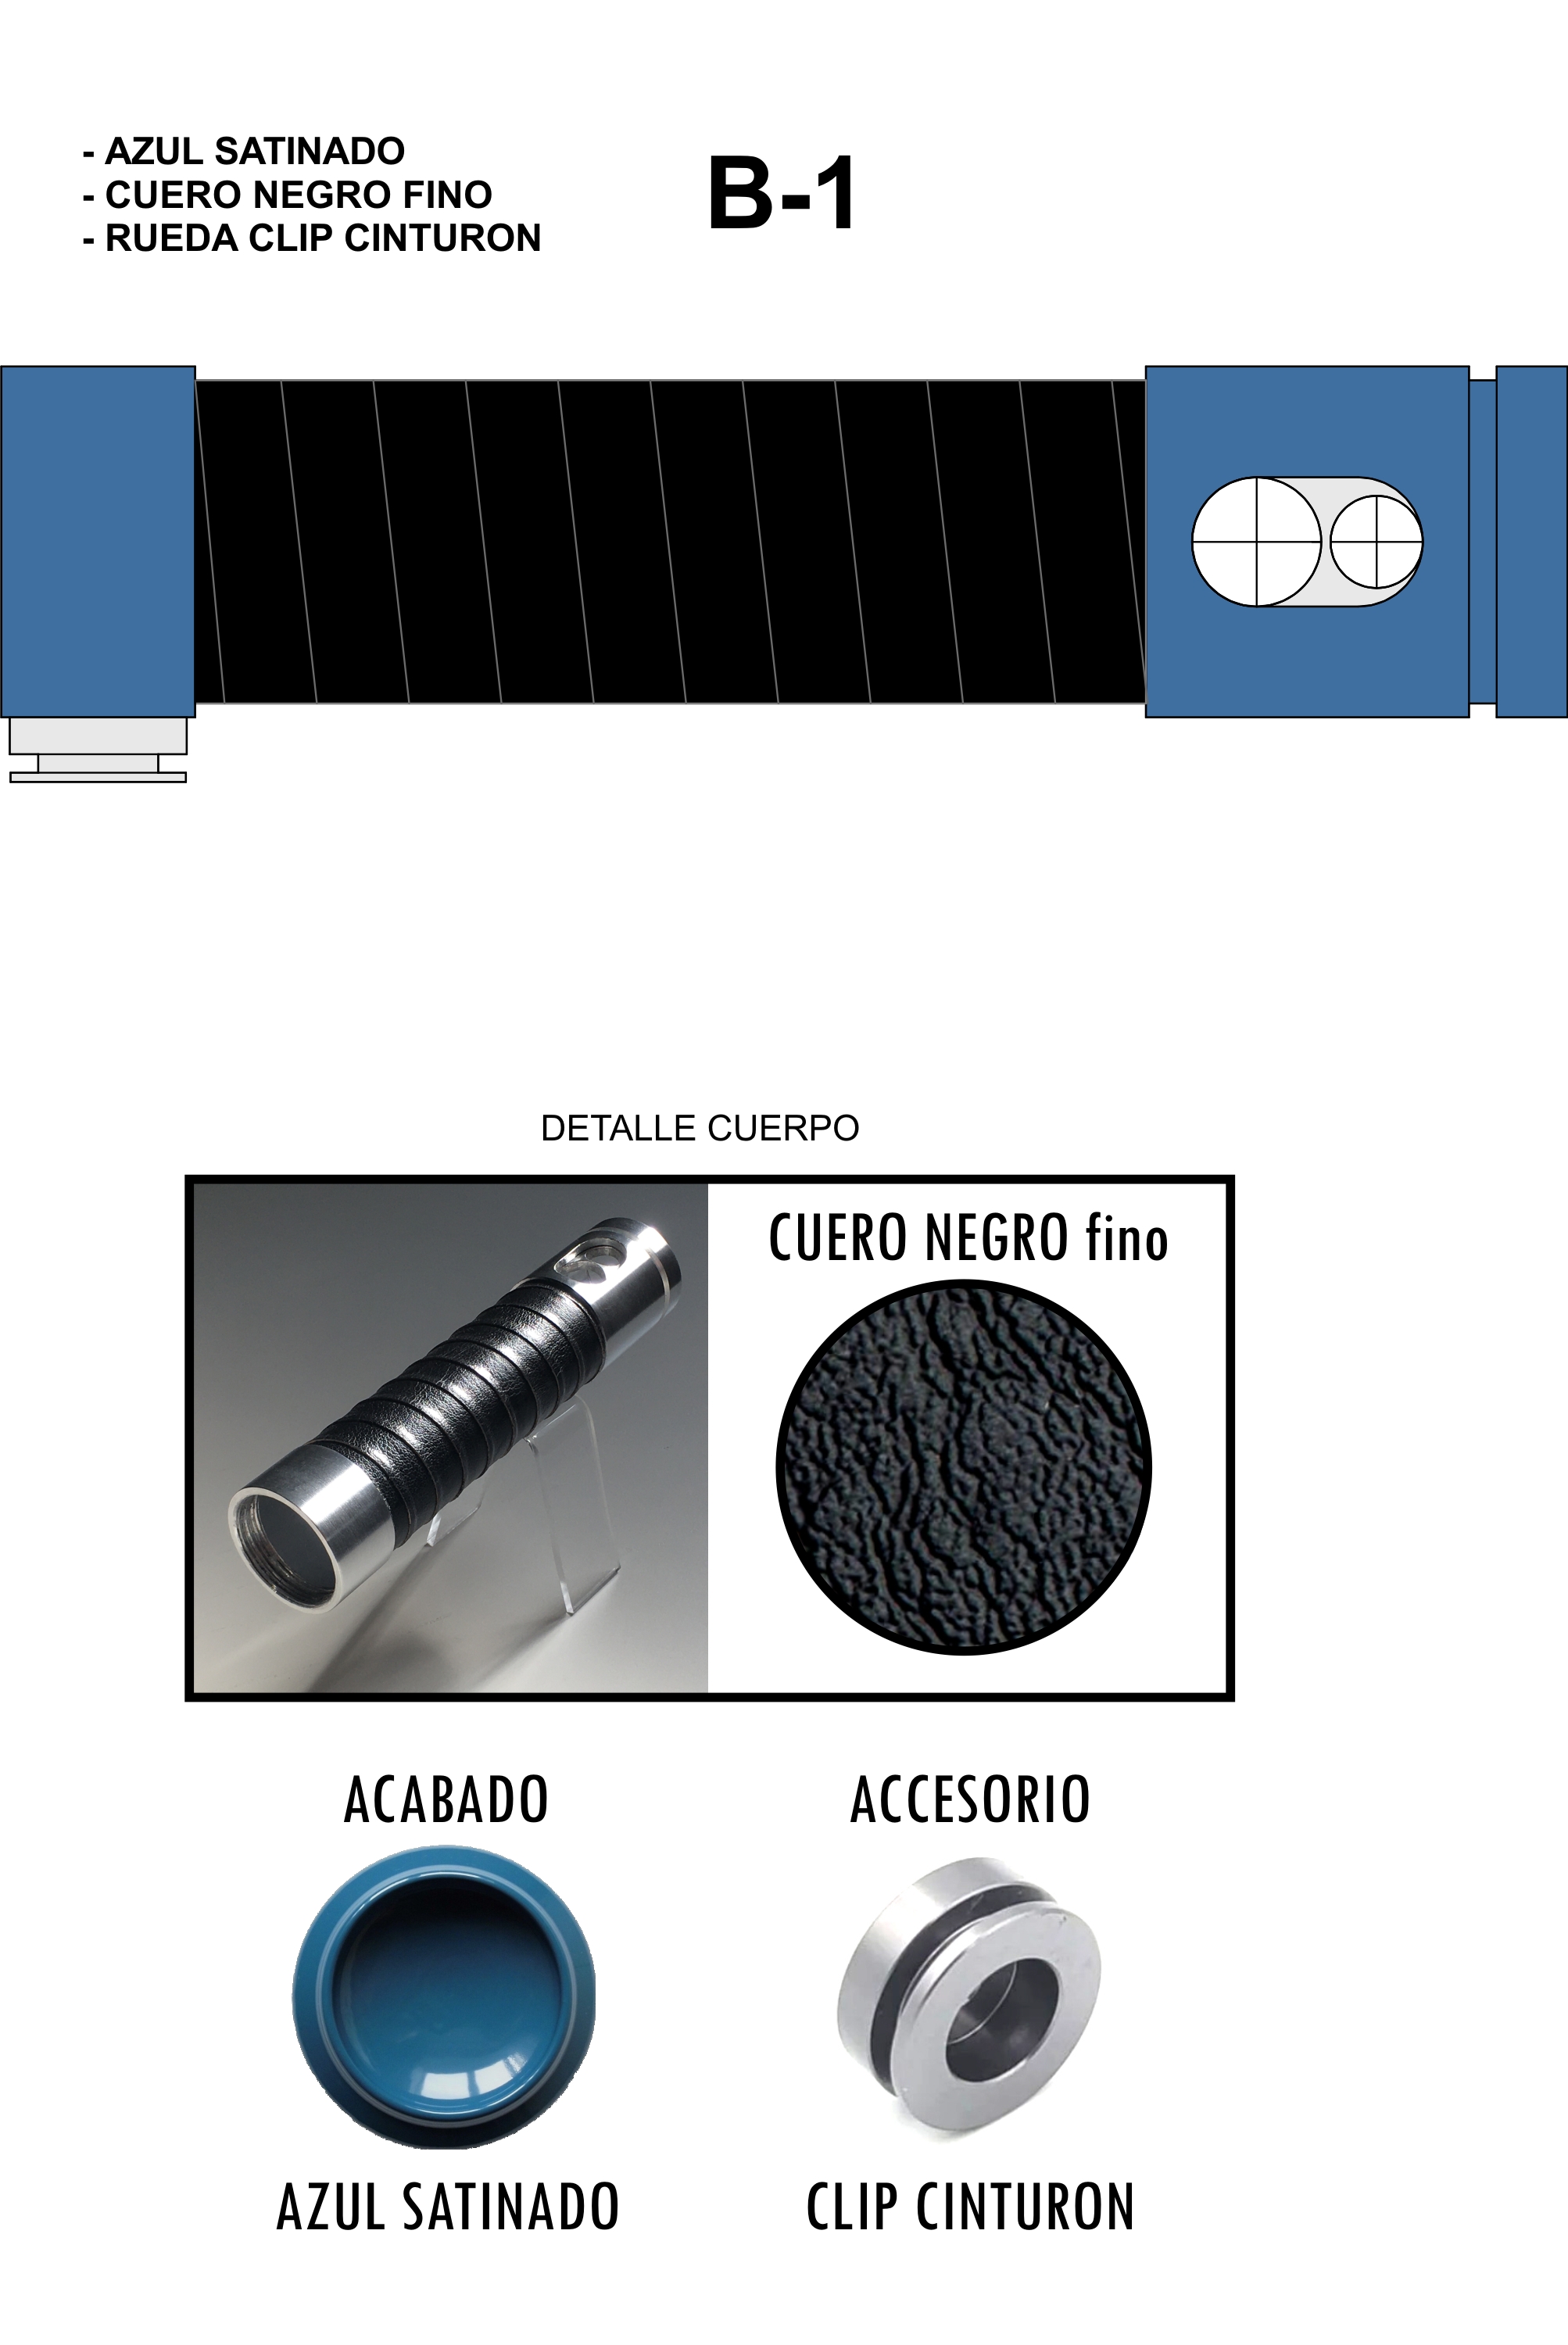 - AZUL SATINADO
- CUERO NEGRO FINO
- RUEDA CLIP CINTURON
B-1
DETALLE CUERPO
CUERO NEGRO fino
ACABADO
ACCESORIO
AZUL SATINADO
CLIP CINTURON